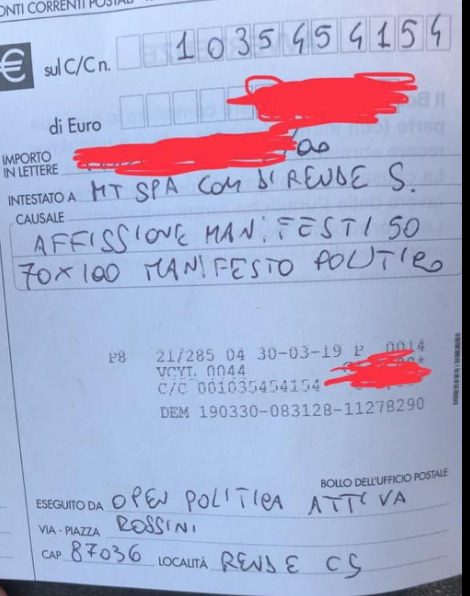 CONTI CORRENTI POSTALI
€ sul C/C n. 1035454154
di Euro
IMPORTO
IN LETTERE /00
INTESTATO A MT SPA COM DI RENDE S.
CAUSALE
AFFISSIONE MANIFESTI 50
70X100 MANIFESTO POLITICO
P8 21/285 04 30-03-19 P 0014
VCYL 0044
C/C 001035454154
DEM 190330-083128-11278290
BOLLO DELL'UFFICIO POSTALE
ESEGUITO DA OPEN POLITICA ATTIVA
VIA - PIAZZA ROSSINI
CAP 87036 LOCALITÀ RENDE CS